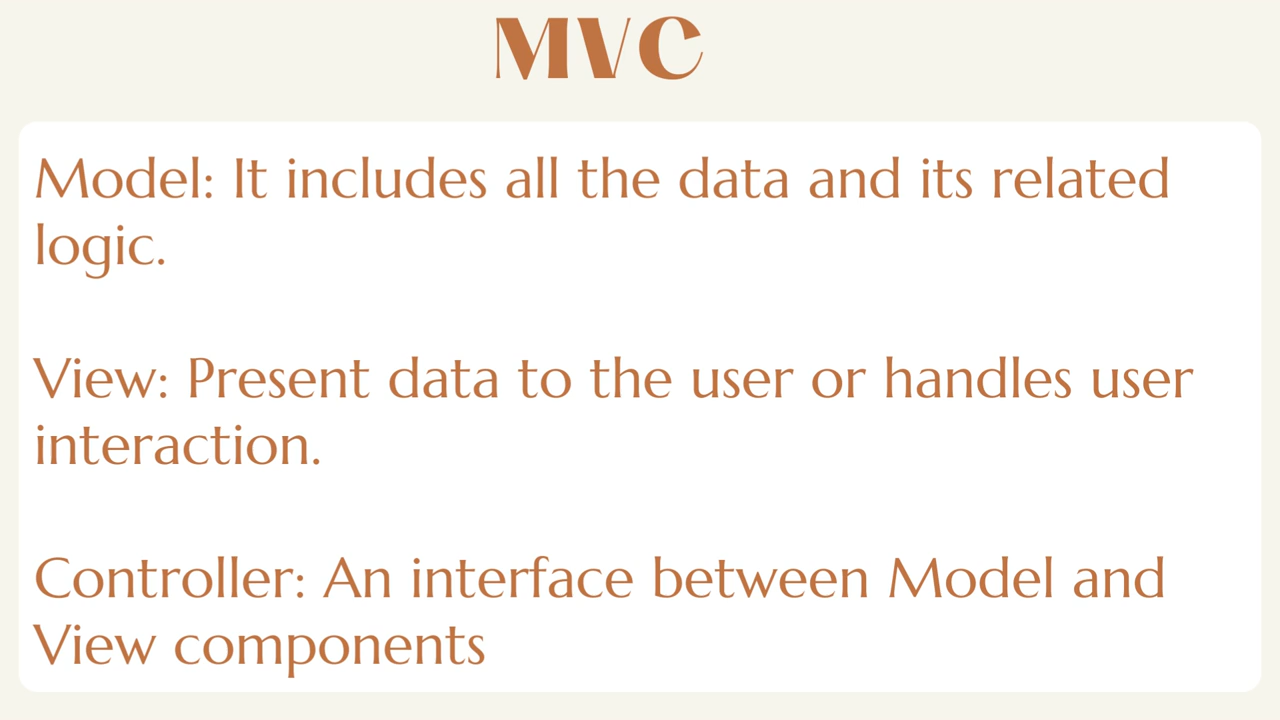 MVC
Model: It includes all the data and its related
logic.
View: Present data to the user or handles user
interaction.
Controller: An interface between Model and
View components